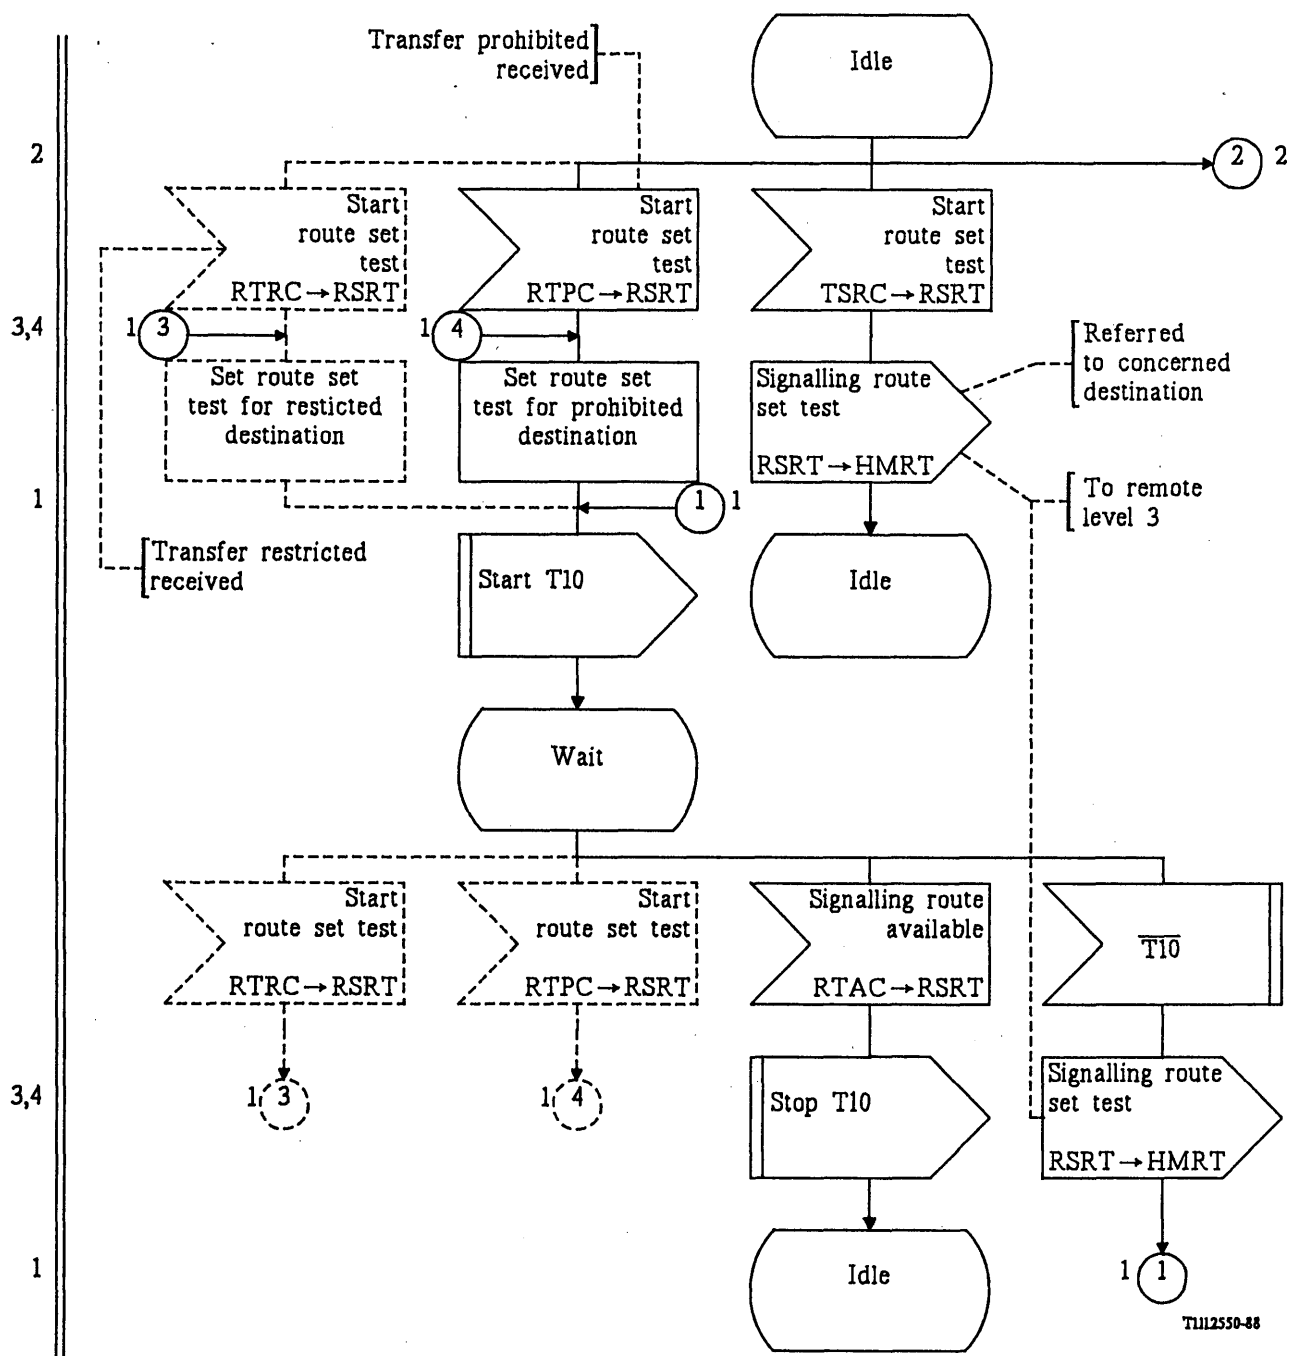 Transfer prohibited
received
Idle
2
2
2
Start
route set
test
RTRC→RSRT
Start
route set
test
RTPC→RSRT
Start
route set
test
TSRC→RSRT
3,4
1
3
1
4
Referred
to concerned
destination
Set route set
test for resticted
destination
Set route set
test for prohibited
destination
Signalling route
set test
RSRT→HMRT
1
1
1
To remote
level 3
Transfer restricted
received
Start T10
Idle
Wait
Start
route set test
RTRC→RSRT
Start
route set test
RTPC→RSRT
Signalling route
available
RTAC→RSRT
T10
3,4
1
3
1
4
Stop T10
Signalling route
set test
RSRT→HMRT
1
Idle
1
1
T1112550-88